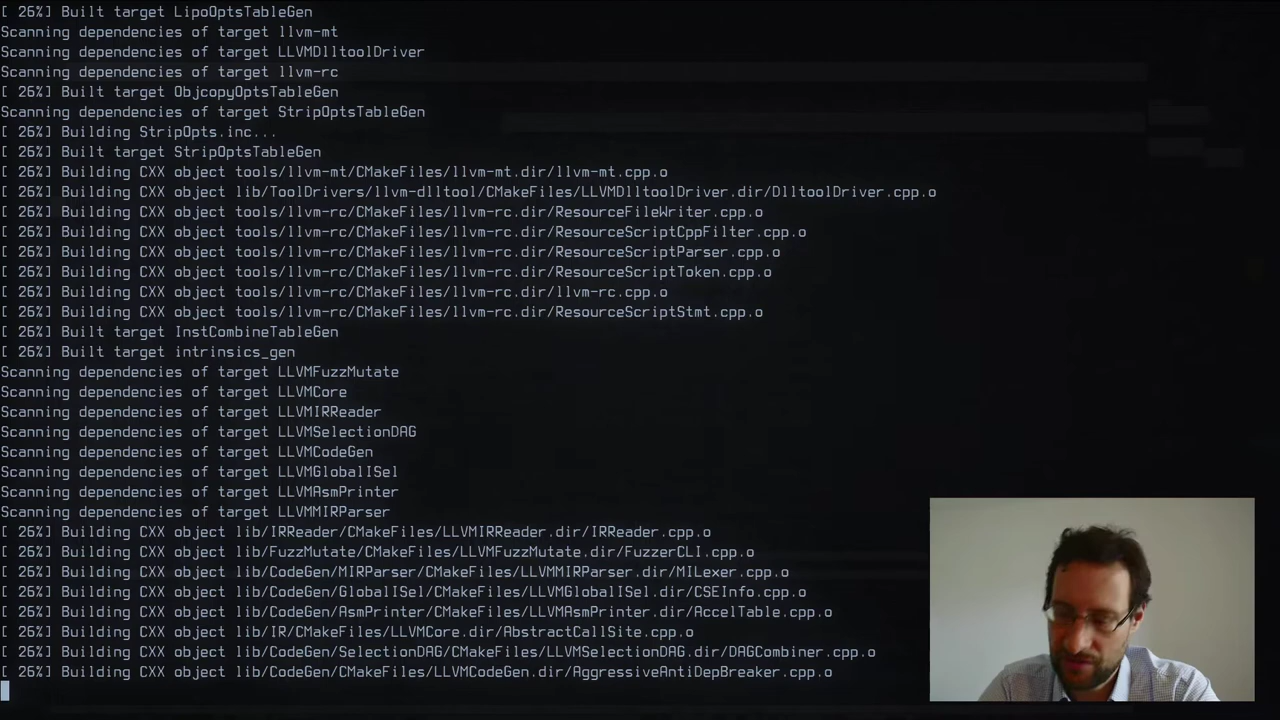 [ 26%] Built target LipoOptsTableGen
Scanning dependencies of target llvm-mt
Scanning dependencies of target LLVMDlltoolDriver
Scanning dependencies of target llvm-rc
[ 26%] Built target ObjcopyOptsTableGen
Scanning dependencies of target StripOptsTableGen
[ 26%] Building StripOpts.inc...
[ 26%] Built target StripOptsTableGen
[ 26%] Building CXX object tools/llvm-mt/CMakeFiles/llvm-mt.dir/llvm-mt.cpp.o
[ 26%] Building CXX object lib/ToolDrivers/llvm-dlltool/CMakeFiles/LLVMDlltoolDriver.dir/DlltoolDriver.cpp.o
[ 26%] Building CXX object tools/llvm-rc/CMakeFiles/llvm-rc.dir/ResourceFileWriter.cpp.o
[ 26%] Building CXX object tools/llvm-rc/CMakeFiles/llvm-rc.dir/ResourceScriptCppFilter.cpp.o
[ 26%] Building CXX object tools/llvm-rc/CMakeFiles/llvm-rc.dir/ResourceScriptParser.cpp.o
[ 26%] Building CXX object tools/llvm-rc/CMakeFiles/llvm-rc.dir/ResourceScriptToken.cpp.o
[ 26%] Building CXX object tools/llvm-rc/CMakeFiles/llvm-rc.dir/llvm-rc.cpp.o
[ 26%] Building CXX object tools/llvm-rc/CMakeFiles/llvm-rc.dir/ResourceScriptStmt.cpp.o
[ 26%] Built target InstCombineTableGen
[ 26%] Built target intrinsics_gen
Scanning dependencies of target LLVMFuzzMutate
Scanning dependencies of target LLVMCore
Scanning dependencies of target LLVMIRReader
Scanning dependencies of target LLVMSelectionDAG
Scanning dependencies of target LLVMCodeGen
Scanning dependencies of target LLVMGlobalISel
Scanning dependencies of target LLVMAsmPrinter
Scanning dependencies of target LLVMMIRParser
[ 26%] Building CXX object lib/IRReader/CMakeFiles/LLVMIRReader.dir/IRReader.cpp.o
[ 26%] Building CXX object lib/FuzzMutate/CMakeFiles/LLVMFuzzMutate.dir/FuzzerCLI.cpp.o
[ 26%] Building CXX object lib/CodeGen/MIRParser/CMakeFiles/LLVMMIRParser.dir/MILexer.cpp.o
[ 26%] Building CXX object lib/CodeGen/GlobalISel/CMakeFiles/LLVMGlobalISel.dir/CSEInfo.cpp.o
[ 26%] Building CXX object lib/CodeGen/AsmPrinter/CMakeFiles/LLVMAsmPrinter.dir/AccelTable.cpp.o
[ 26%] Building CXX object lib/IR/CMakeFiles/LLVMCore.dir/AbstractCallSite.cpp.o
[ 26%] Building CXX object lib/CodeGen/SelectionDAG/CMakeFiles/LLVMSelectionDAG.dir/DAGCombiner.cpp.o
[ 26%] Building CXX object lib/CodeGen/CMakeFiles/LLVMCodeGen.dir/AggressiveAntiDepBreaker.cpp.o